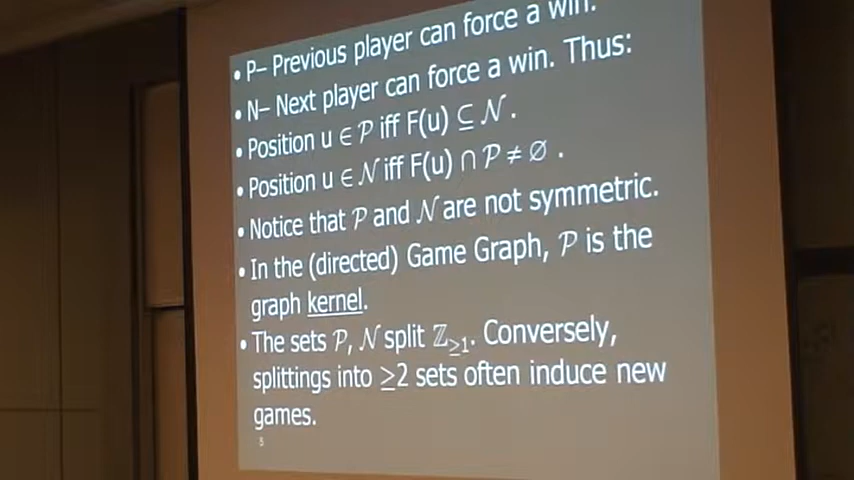 • P– Previous player can force a win.
• N– Next player can force a win. Thus:
• Position u ∈ 𝒫 iff F(u) ⊆ 𝒩.
• Position u ∈ 𝒩 iff F(u) ∩ 𝒫 ≠ ∅.
• Notice that 𝒫 and 𝒩 are not symmetric.
• In the (directed) Game Graph, 𝒫 is the
graph kernel.
• The sets 𝒫, 𝒩 split ℤ≥1. Conversely,
splittings into ≥2 sets often induce new
games.